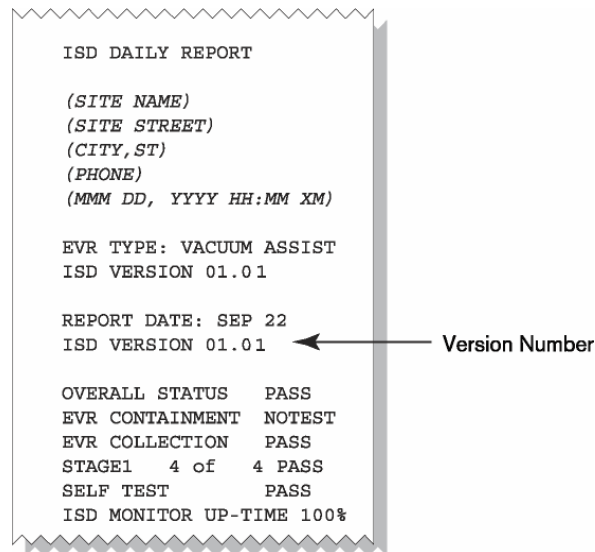 ISD DAILY REPORT
(SITE NAME)
(SITE STREET)
(CITY,ST)
(PHONE)
(MMM DD, YYYY HH:MM XM)
EVR TYPE: VACUUM ASSIST
ISD VERSION 01.01
REPORT DATE: SEP 22
ISD VERSION 01.01
Version Number
OVERALL STATUS PASS
EVR CONTAINMENT NOTEST
EVR COLLECTION PASS
STAGE1 4 of 4 PASS
SELF TEST PASS
ISD MONITOR UP-TIME 100%